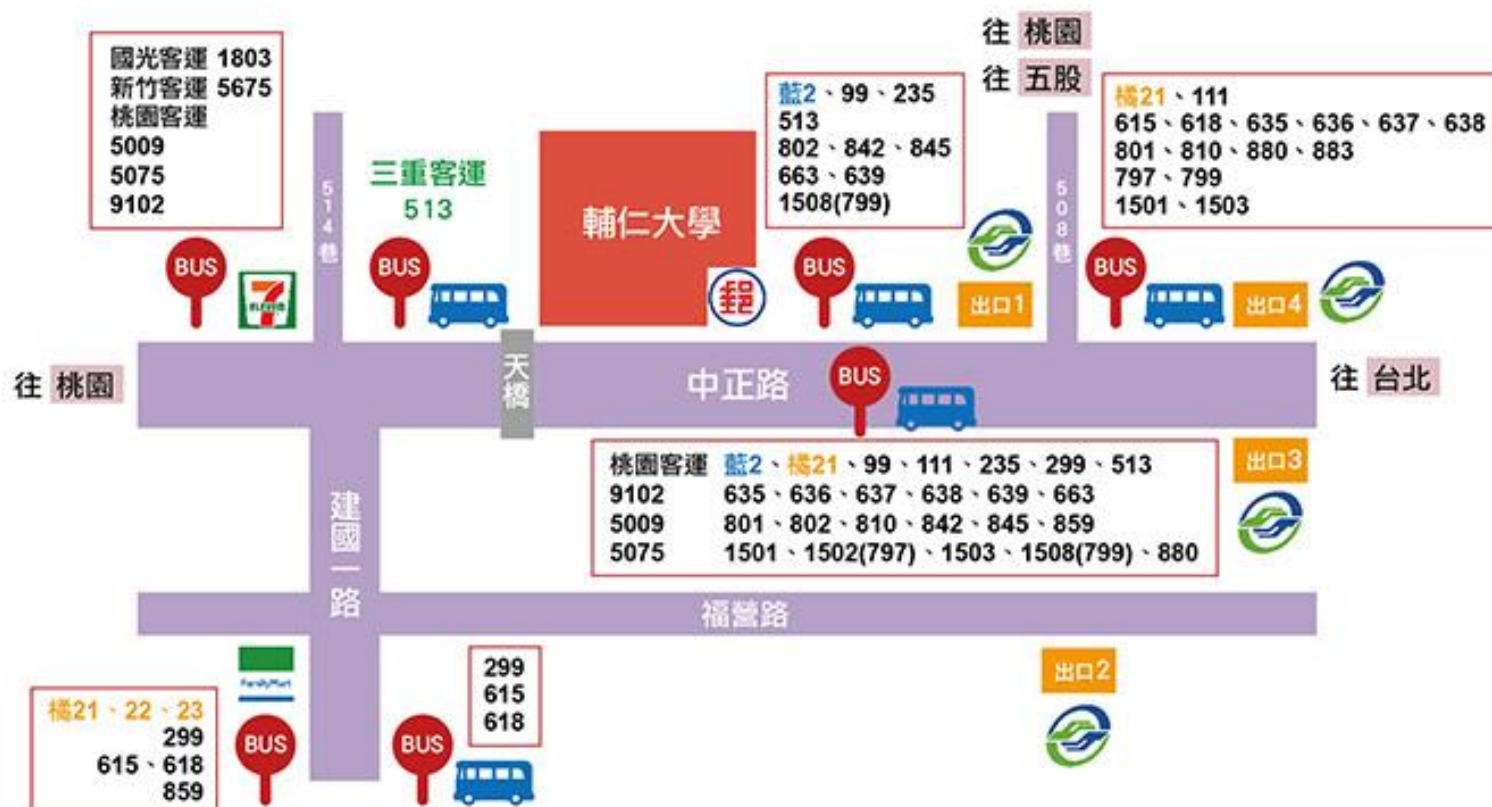 國光客運 1803
新竹客運 5675
桃園客運
5009
5075
9102
BUS
7
ELEVEN
514巷
三重客運
513
BUS
輔仁大學
郵
藍2、99、235
513
802、842、845
663、639
1508(799)
BUS
出口1
往 桃園
往 五股
508巷
橘21、111
615、618、635、636、637、638
801、810、880、883
797、799
1501、1503
BUS
出口4
往 桃園
天橋
中正路
BUS
往 台北
桃園客運 藍2、橘21、99、111、235、299、513
9102 635、636、637、638、639、663
5009 801、802、810、842、845、859
5075 1501、1502(797)、1503、1508(799)、880
出口3
建國一路
福營路
FamilyMart
橘21、22、23
299
615、618
859
BUS
299
615
618
BUS
出口2